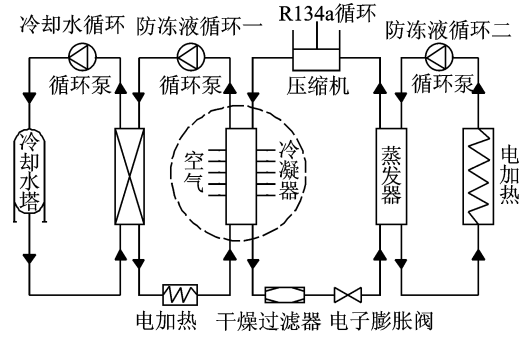 冷却水循环
防冻液循环一
R134a循环
防冻液循环二
循环泵
循环泵
压缩机
循环泵
冷却水塔
空气
冷凝器
蒸发器
电加热
电加热
干燥过滤器
电子膨胀阀